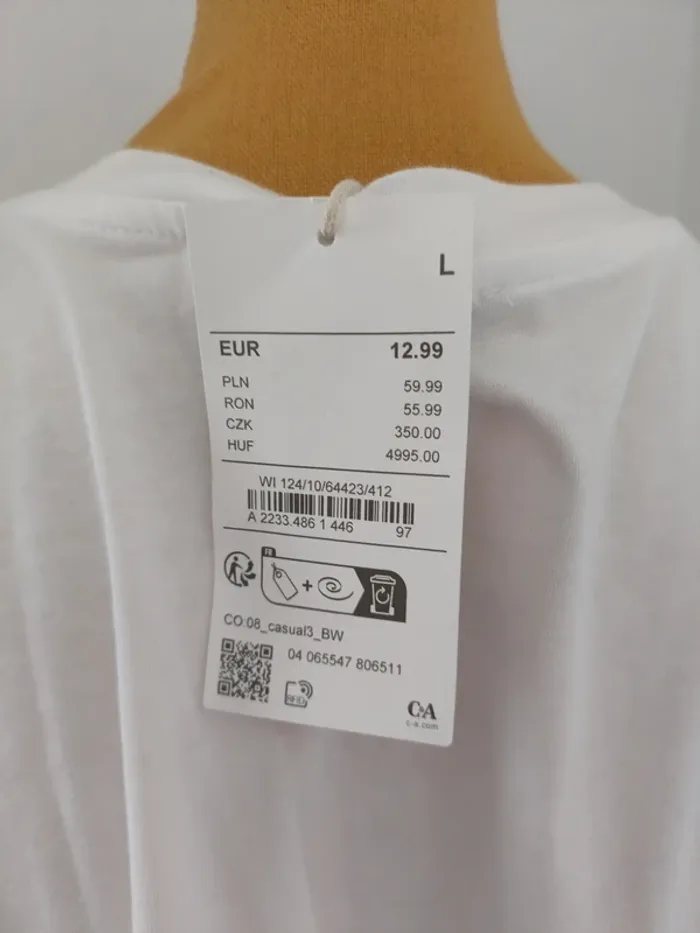 L
EUR 12.99
PLN 59.99
RON 55.99
CZK 350.00
HUF 4995.00
WI 124/10/64423/412
A 2233.486 1 446 97
R
+
CO:08_casual3_BW
04 065547 806511
RFID
C&A
c-a.com